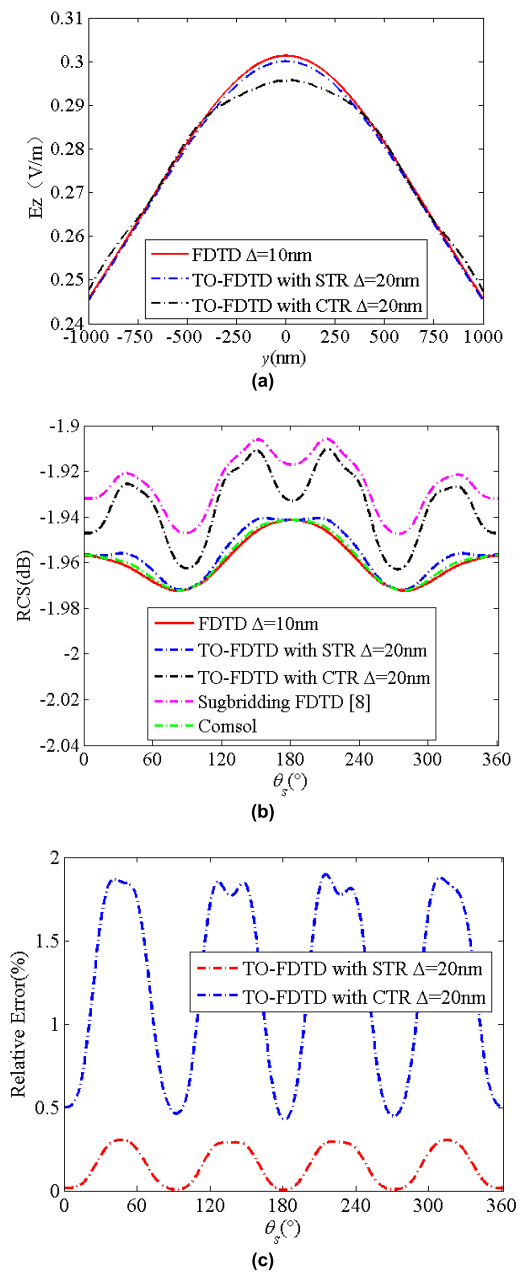 0.31
0.3
0.29
0.28
0.27
0.26
0.25
0.24
Ez (V/m)
FDTD Δ=10nm
TO-FDTD with STR Δ=20nm
TO-FDTD with CTR Δ=20nm
-1000 -750 -500 -250 0 250 500 750 1000
y(nm)
(a)
-1.9
-1.92
-1.94
-1.96
-1.98
-2
-2.02
-2.04
RCS(dB)
FDTD Δ=10nm
TO-FDTD with STR Δ=20nm
TO-FDTD with CTR Δ=20nm
Sugbridding FDTD [8]
Comsol
0 60 120 180 240 300 360
θs(°)
(b)
2
1.5
1
0.5
0
Relative Error(%)
TO-FDTD with STR Δ=20nm
TO-FDTD with CTR Δ=20nm
0 60 120 180 240 300 360
θs(°)
(c)